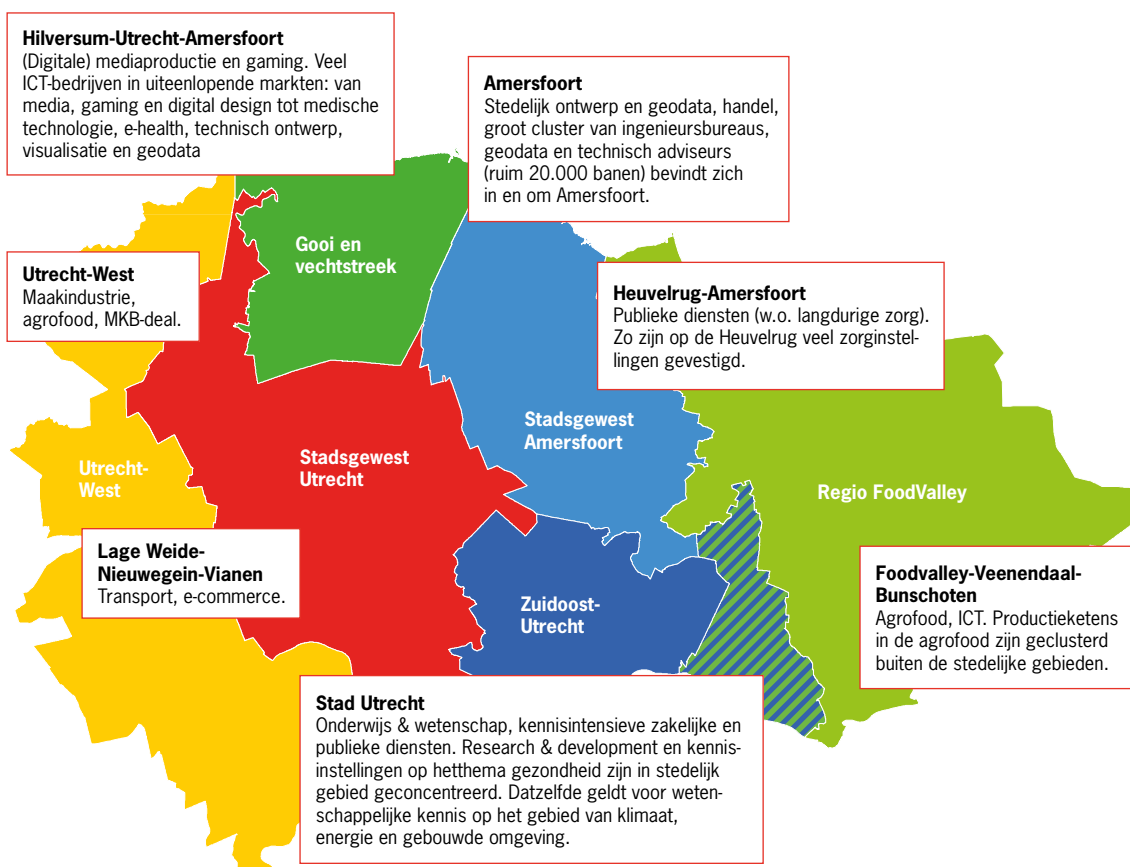 Hilversum-Utrecht-Amersfoort
(Digitale) mediaproductie en gaming. Veel
ICT-bedrijven in uiteenlopende markten: van
media, gaming en digital design tot medische
technologie, e-health, technisch ontwerp,
visualisatie en geodata
Amersfoort
Stedelijk ontwerp en geodata, handel,
groot cluster van ingenieursbureaus,
geodata en technisch adviseurs
(ruim 20.000 banen) bevindt zich
in en om Amersfoort.
Gooi en
vechtstreek
Utrecht-West
Maakindustrie,
agrofood, MKB-deal.
Heuvelrug-Amersfoort
Publieke diensten (w.o. langdurige zorg).
Zo zijn op de Heuvelrug veel zorginstel-
lingen gevestigd.
Stadsgewest
Amersfoort
Utrecht-
West
Stadsgewest
Utrecht
Regio FoodValley
Lage Weide-
Nieuwegein-Vianen
Transport, e-commerce.
Zuidoost-
Utrecht
Foodvalley-Veenendaal-
Bunschoten
Agrofood, ICT. Productieketens
in de agrofood zijn geclusterd
buiten de stedelijke gebieden.
Stad Utrecht
Onderwijs & wetenschap, kennisintensieve zakelijke en
publieke diensten. Research & development en kennis-
instellingen op hetthema gezondheid zijn in stedelijk
gebied geconcentreerd. Datzelfde geldt voor weten-
schappelijke kennis op het gebied van klimaat,
energie en gebouwde omgeving.